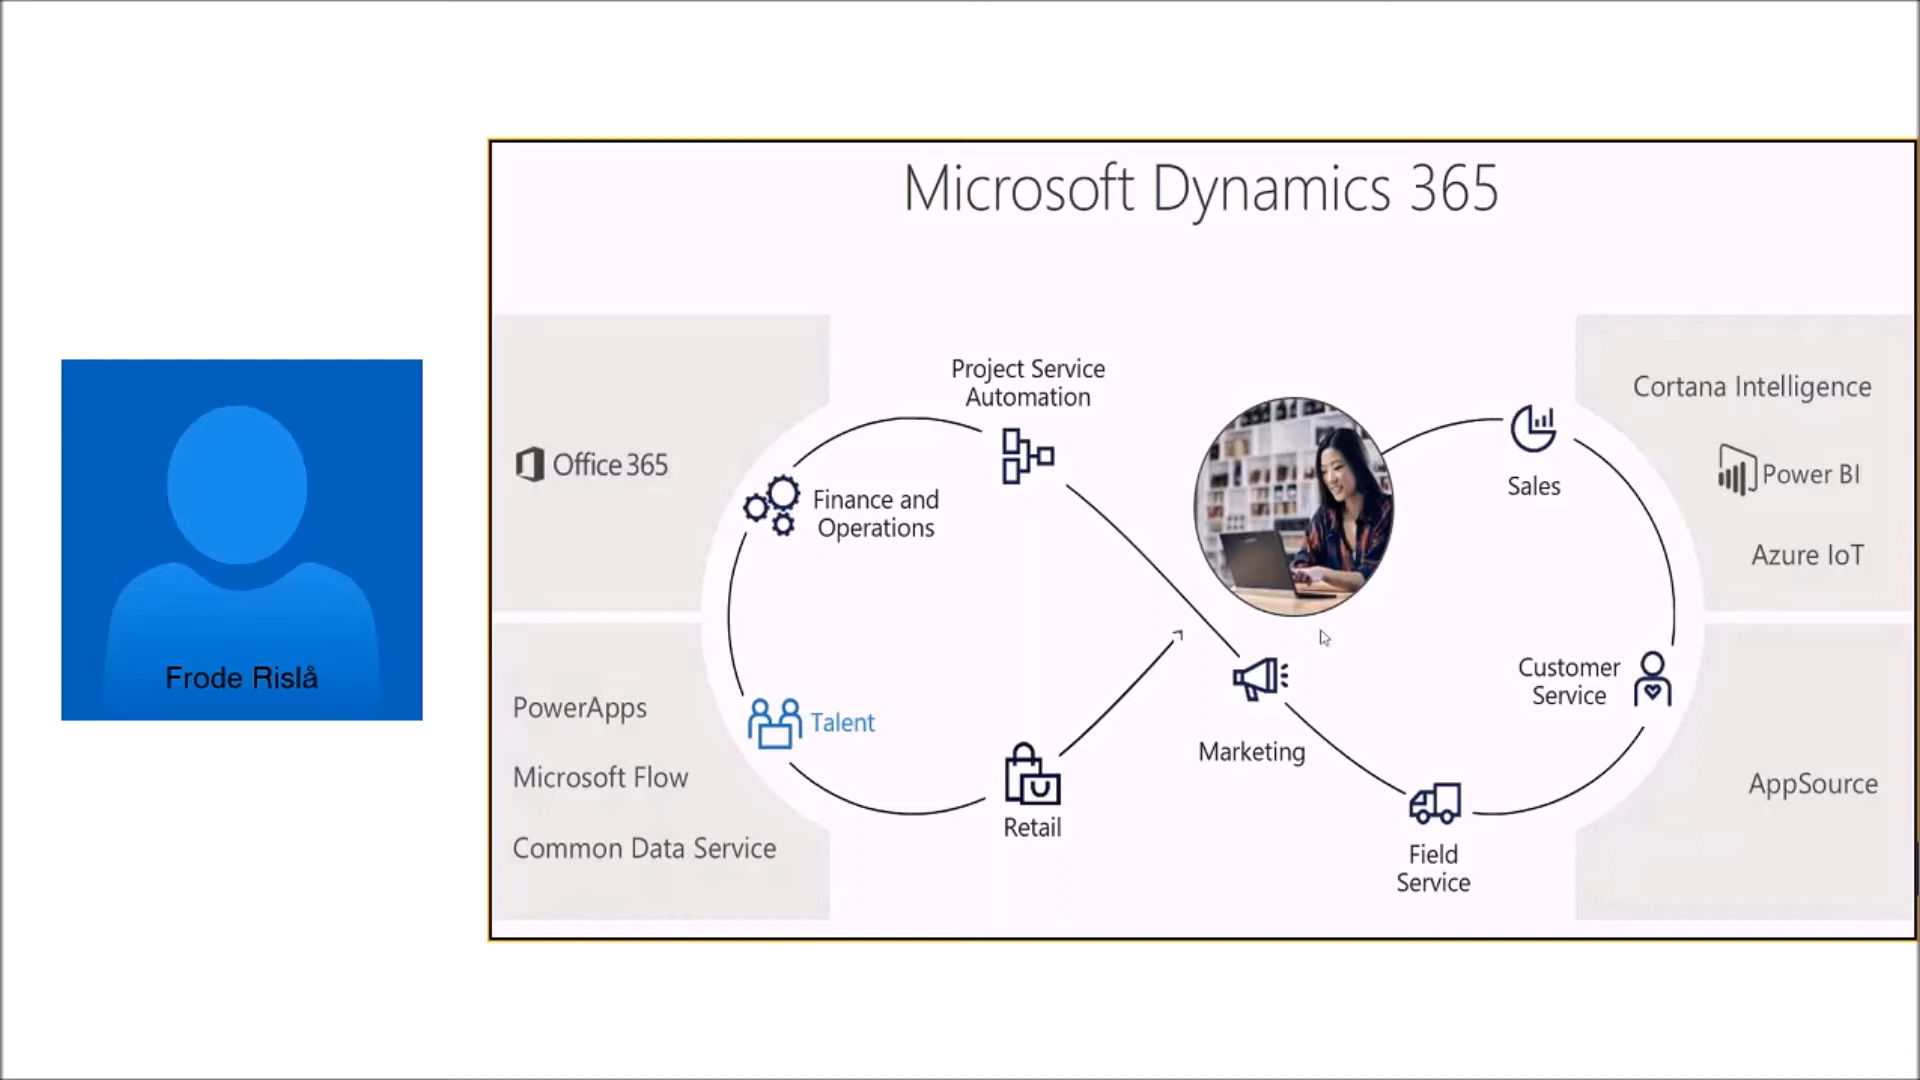 Microsoft Dynamics 365
Frode Rislå
Office 365
PowerApps
Microsoft Flow
Common Data Service
Project Service
Automation
Finance and
Operations
Talent
Retail
Marketing
Sales
Customer
Service
Field
Service
Cortana Intelligence
Power BI
Azure IoT
AppSource